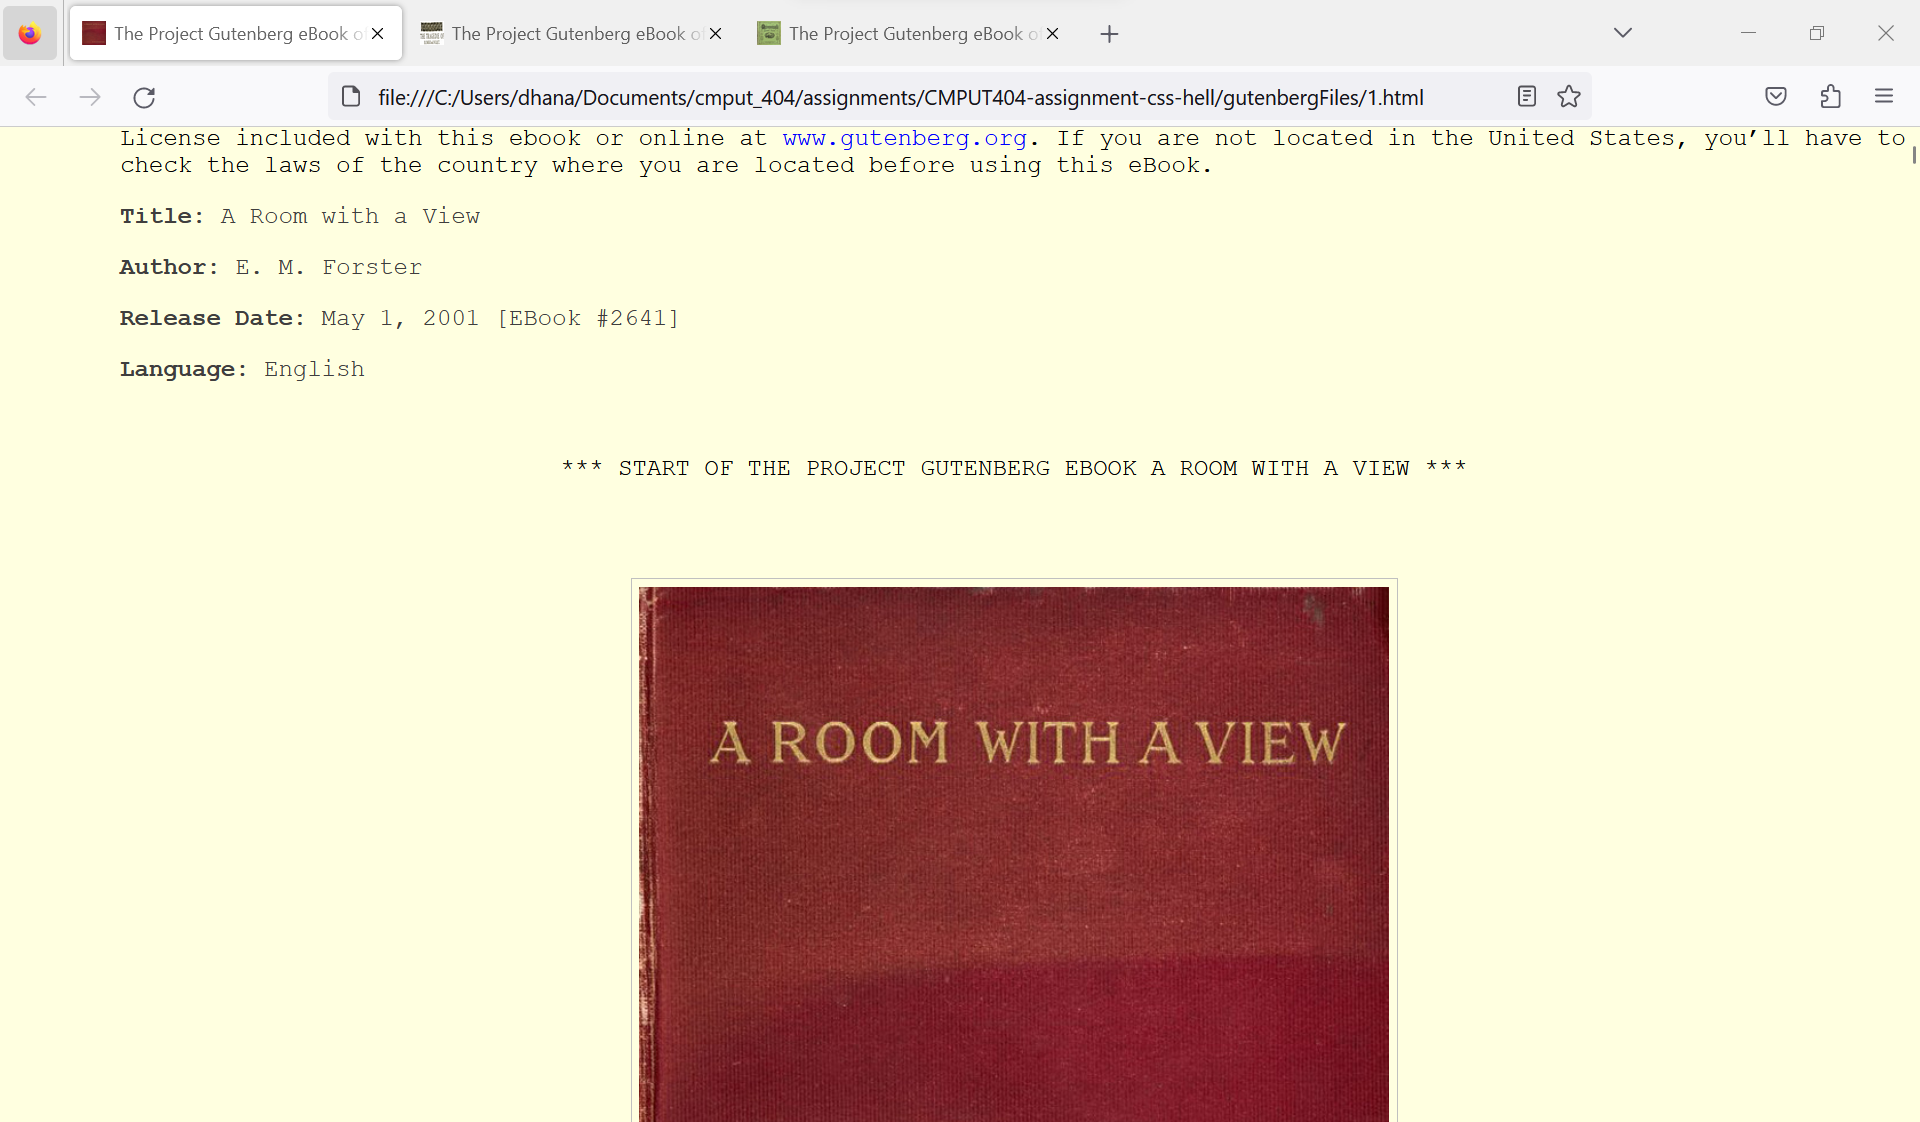 The Project Gutenberg eBook o
The Project Gutenberg eBook of
The Project Gutenberg eBook o
file:///C:/Users/dhana/Documents/cmput_404/assignments/CMPUT404-assignment-css-hell/gutenbergFiles/1.html
License included with this ebook or online at www.gutenberg.org. If you are not located in the United States, you’ll have to
check the laws of the country where you are located before using this eBook.
Title: A Room with a View
Author: E. M. Forster
Release Date: May 1, 2001 [EBook #2641]
Language: English
*** START OF THE PROJECT GUTENBERG EBOOK A ROOM WITH A VIEW ***
A ROOM WITH A VIEW